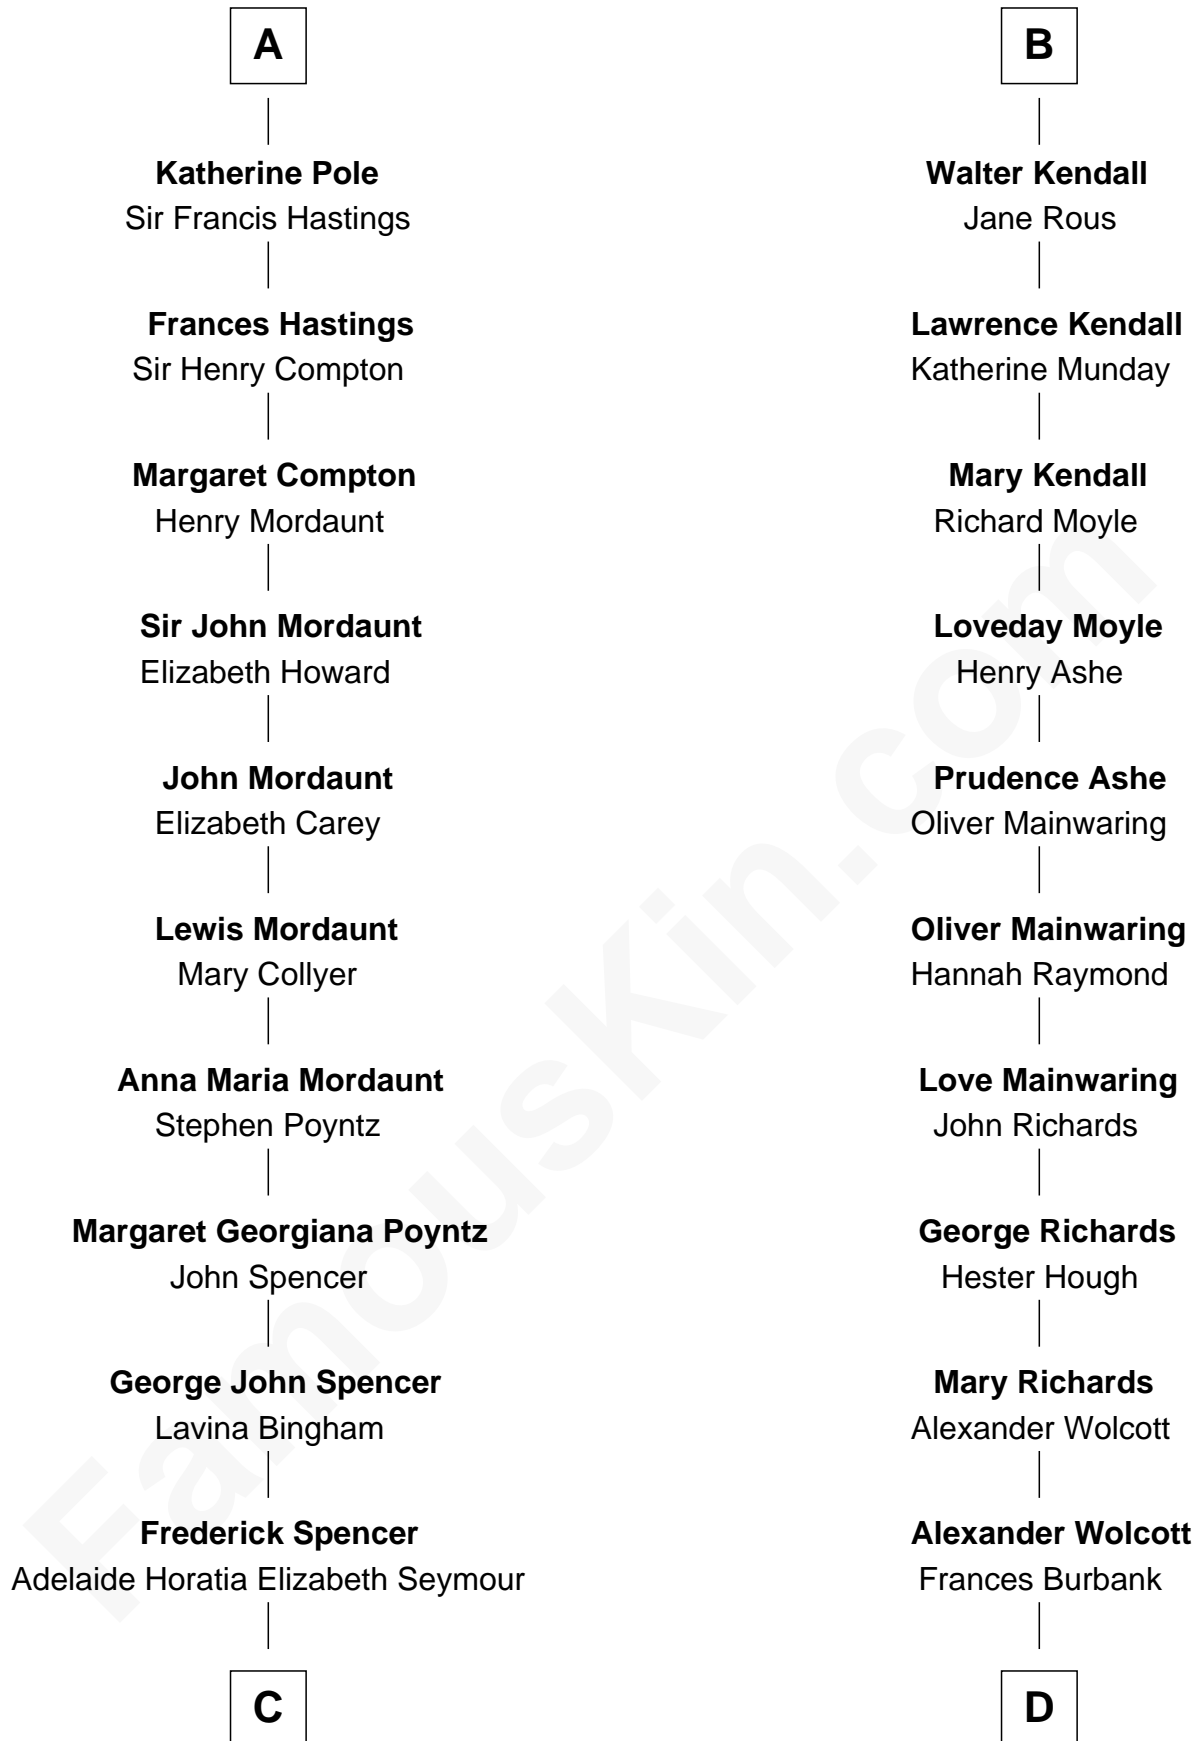 A
Katherine Pole
Sir Francis Hastings
Frances Hastings
Sir Henry Compton
Margaret Compton
Henry Mordaunt
Sir John Mordaunt
Elizabeth Howard
John Mordaunt
Elizabeth Carey
Lewis Mordaunt
Mary Collyer
Anna Maria Mordaunt
Stephen Poyntz
Margaret Georgiana Poyntz
John Spencer
George John Spencer
Lavina Bingham
Frederick Spencer
Adelaide Horatia Elizabeth Seymour
C
B
Walter Kendall
Jane Rous
Lawrence Kendall
Katherine Munday
Mary Kendall
Richard Moyle
Loveday Moyle
Henry Ashe
Prudence Ashe
Oliver Mainwaring
Oliver Mainwaring
Hannah Raymond
Love Mainwaring
John Richards
George Richards
Hester Hough
Mary Richards
Alexander Wolcott
Alexander Wolcott
Frances Burbank
D
FamousKin.com